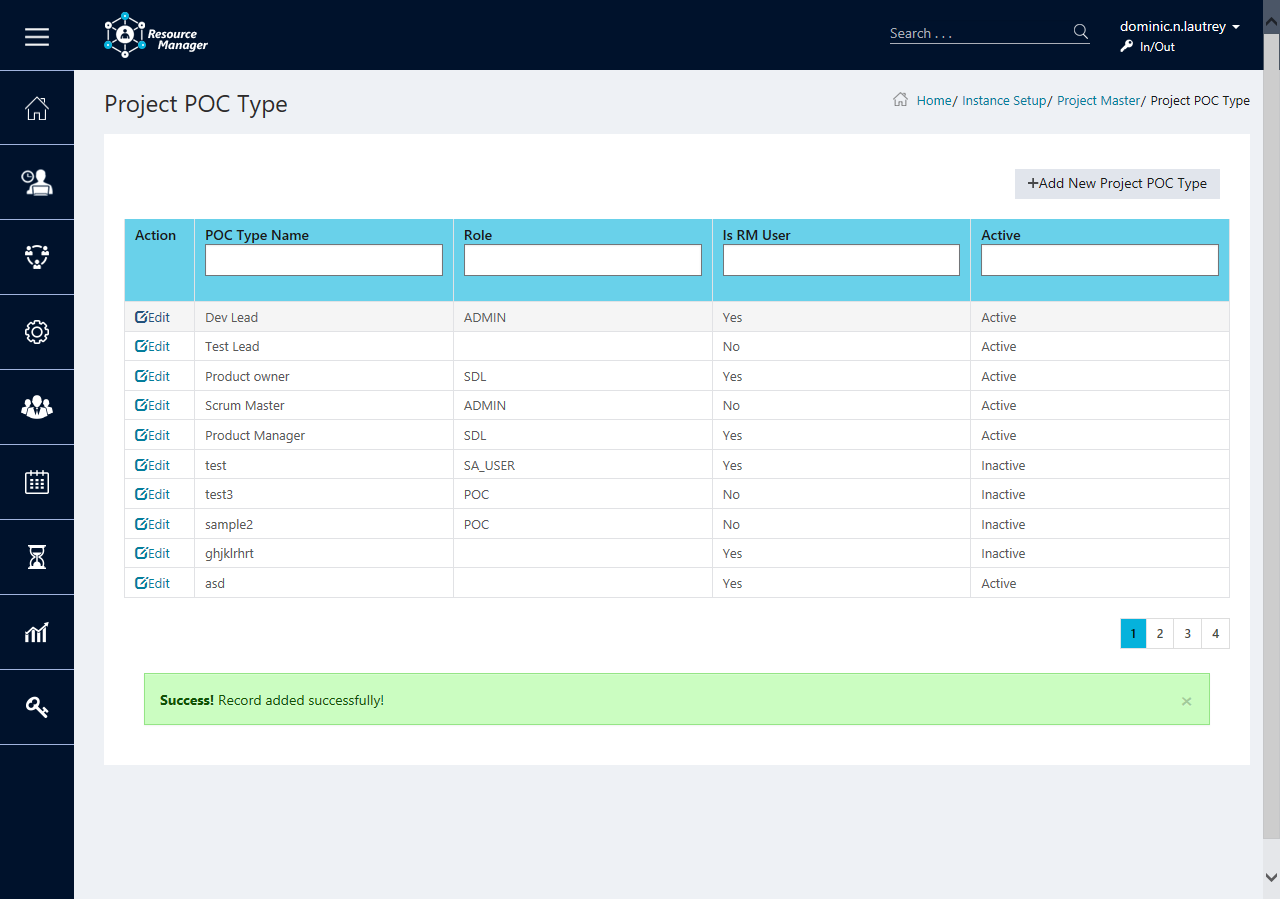 Resource
Manager
Search . . .
dominic.n.lautrey
In/Out
Project POC Type
Home/ Instance Setup/ Project Master/ Project POC Type
+Add New Project POC Type
Action POC Type Name Role Is RM User Active
Edit Dev Lead ADMIN Yes Active
Edit Test Lead No Active
Edit Product owner SDL Yes Active
Edit Scrum Master ADMIN No Active
Edit Product Manager SDL Yes Active
Edit test SA_USER Yes Inactive
Edit test3 POC No Inactive
Edit sample2 POC No Inactive
Edit ghjklrhrt Yes Inactive
Edit asd Yes Active
1 2 3 4
Success! Record added successfully! ×